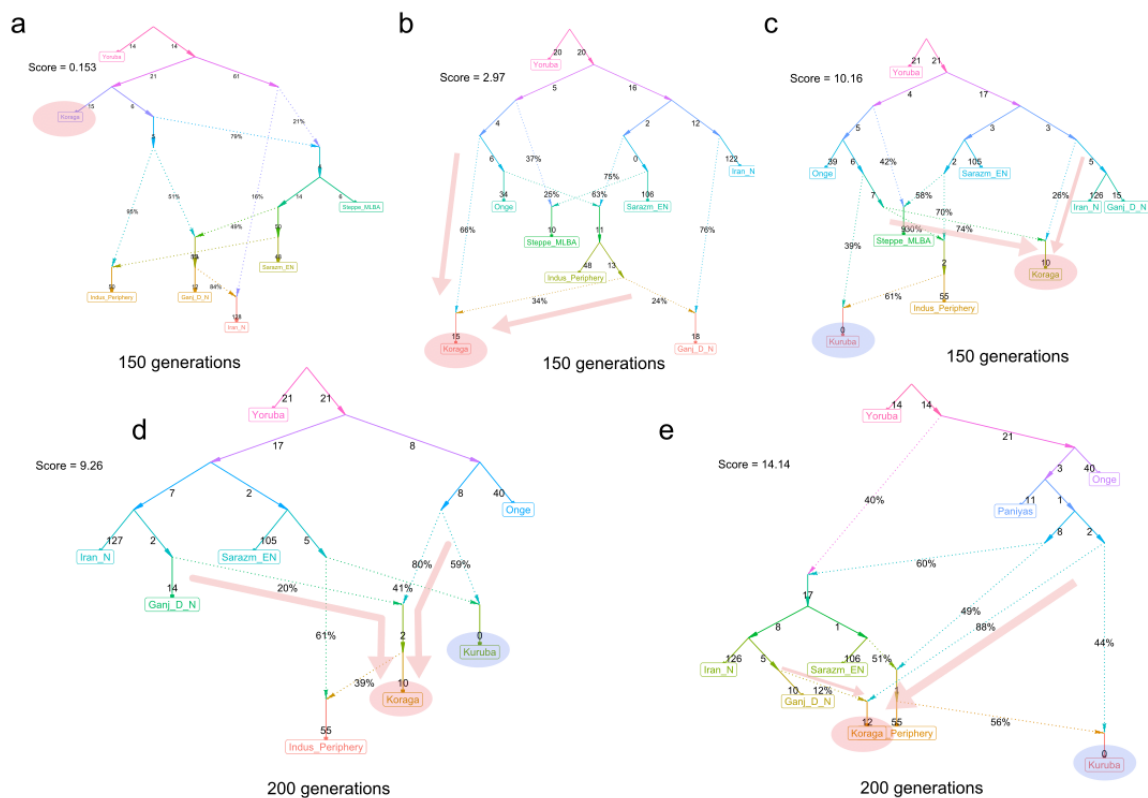 a
Score = 0.153
14
14
Yoruba
21
61
15
Koraga
6
21%
79%
16%
95%
51%
14
6
Steppe_MLBA
49%
Sarazm_EN
84%
Indus_Periphery
Ganj_D_N
128
Iran_N
150 generations
b
Score = 2.97
20
20
Yoruba
5
16
4
2
12
6
37%
0
122
Iran_N
75%
34
Onge
25%
63%
106
Sarazm_EN
10
Steppe_MLBA
11
66%
76%
48
13
Indus_Periphery
34%
24%
15
Koraga
18
Ganj_D_N
150 generations
c
Score = 10.16
21
21
Yoruba
4
17
5
3
3
39
Onge
6
42%
2
105
Sarazm_EN
5
7
58%
26%
126
15
Iran_N
Ganj_D_N
70%
Steppe_MLBA
74%
39%
2
10
Koraga
61%
55
Indus_Periphery
0
Kuruba
150 generations
d
Score = 9.26
21
21
Yoruba
17
8
7
2
8
40
Onge
127
Iran_N
2
105
Sarazm_EN
5
80%
59%
14
Ganj_D_N
20%
41%
61%
2
0
Kuruba
39%
10
Koraga
55
Indus_Periphery
200 generations
e
Score = 14.14
14
14
Yoruba
21
40%
3
40
Onge
11
Paniyas
1
8
2
60%
17
49%
88%
44%
8
1
126
Iran_N
5
106
Sarazm_EN
51%
10
Ganj_D_N
12%
12
Koraga
55
_Periphery
56%
0
Kuruba
200 generations